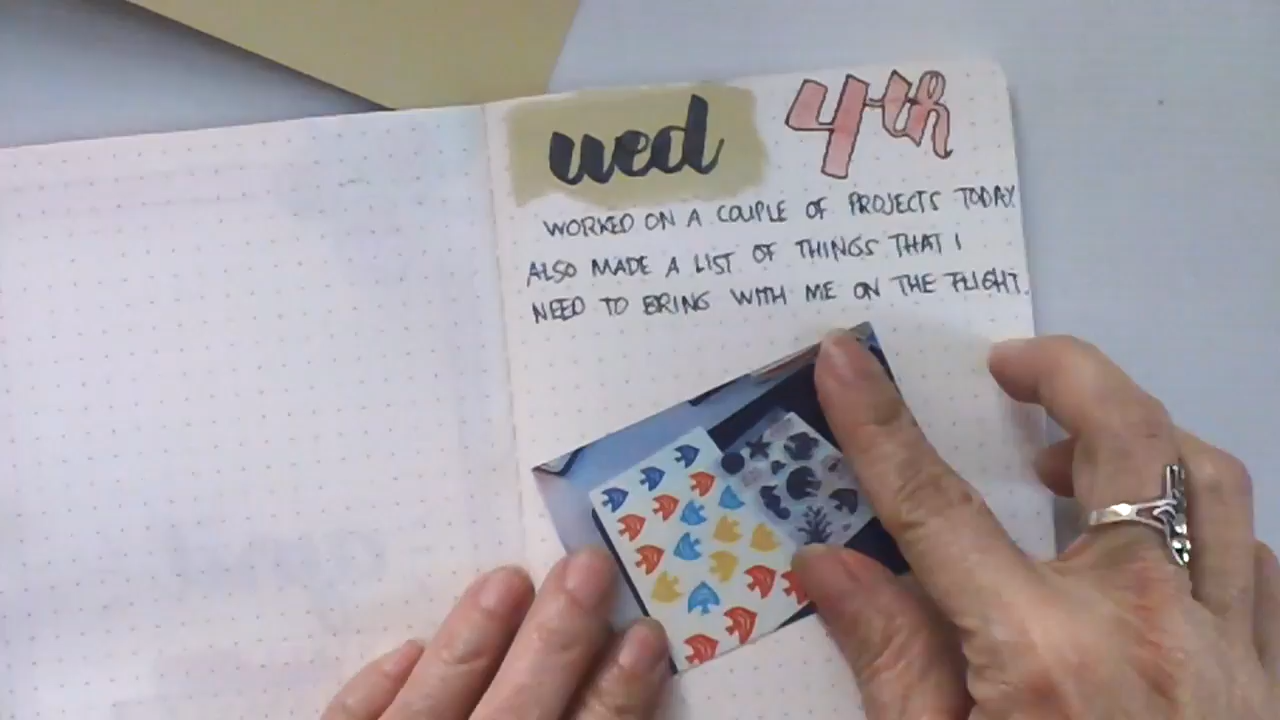 wed 4th
WORKED ON A COUPLE OF PROJECTS TODAY.
ALSO MADE A LIST OF THINGS THAT I
NEED TO BRING WITH ME ON THE FLIGHT.